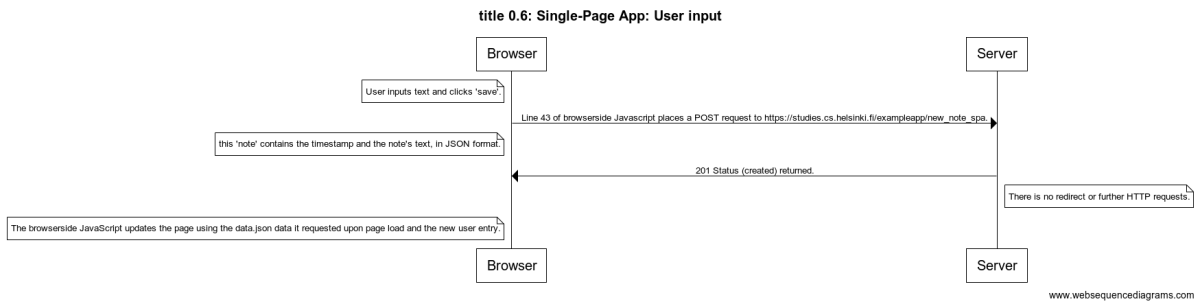 title 0.6: Single-Page App: User input
Browser
Server
User inputs text and clicks 'save'.
Line 43 of browserside Javascript places a POST request to https://studies.cs.helsinki.fi/exampleapp/new_note_spa.
this 'note' contains the timestamp and the note's text, in JSON format.
201 Status (created) returned.
There is no redirect or further HTTP requests.
The browserside JavaScript updates the page using the data.json data it requested upon page load and the new user entry.
Browser
Server
www.websequencediagrams.com